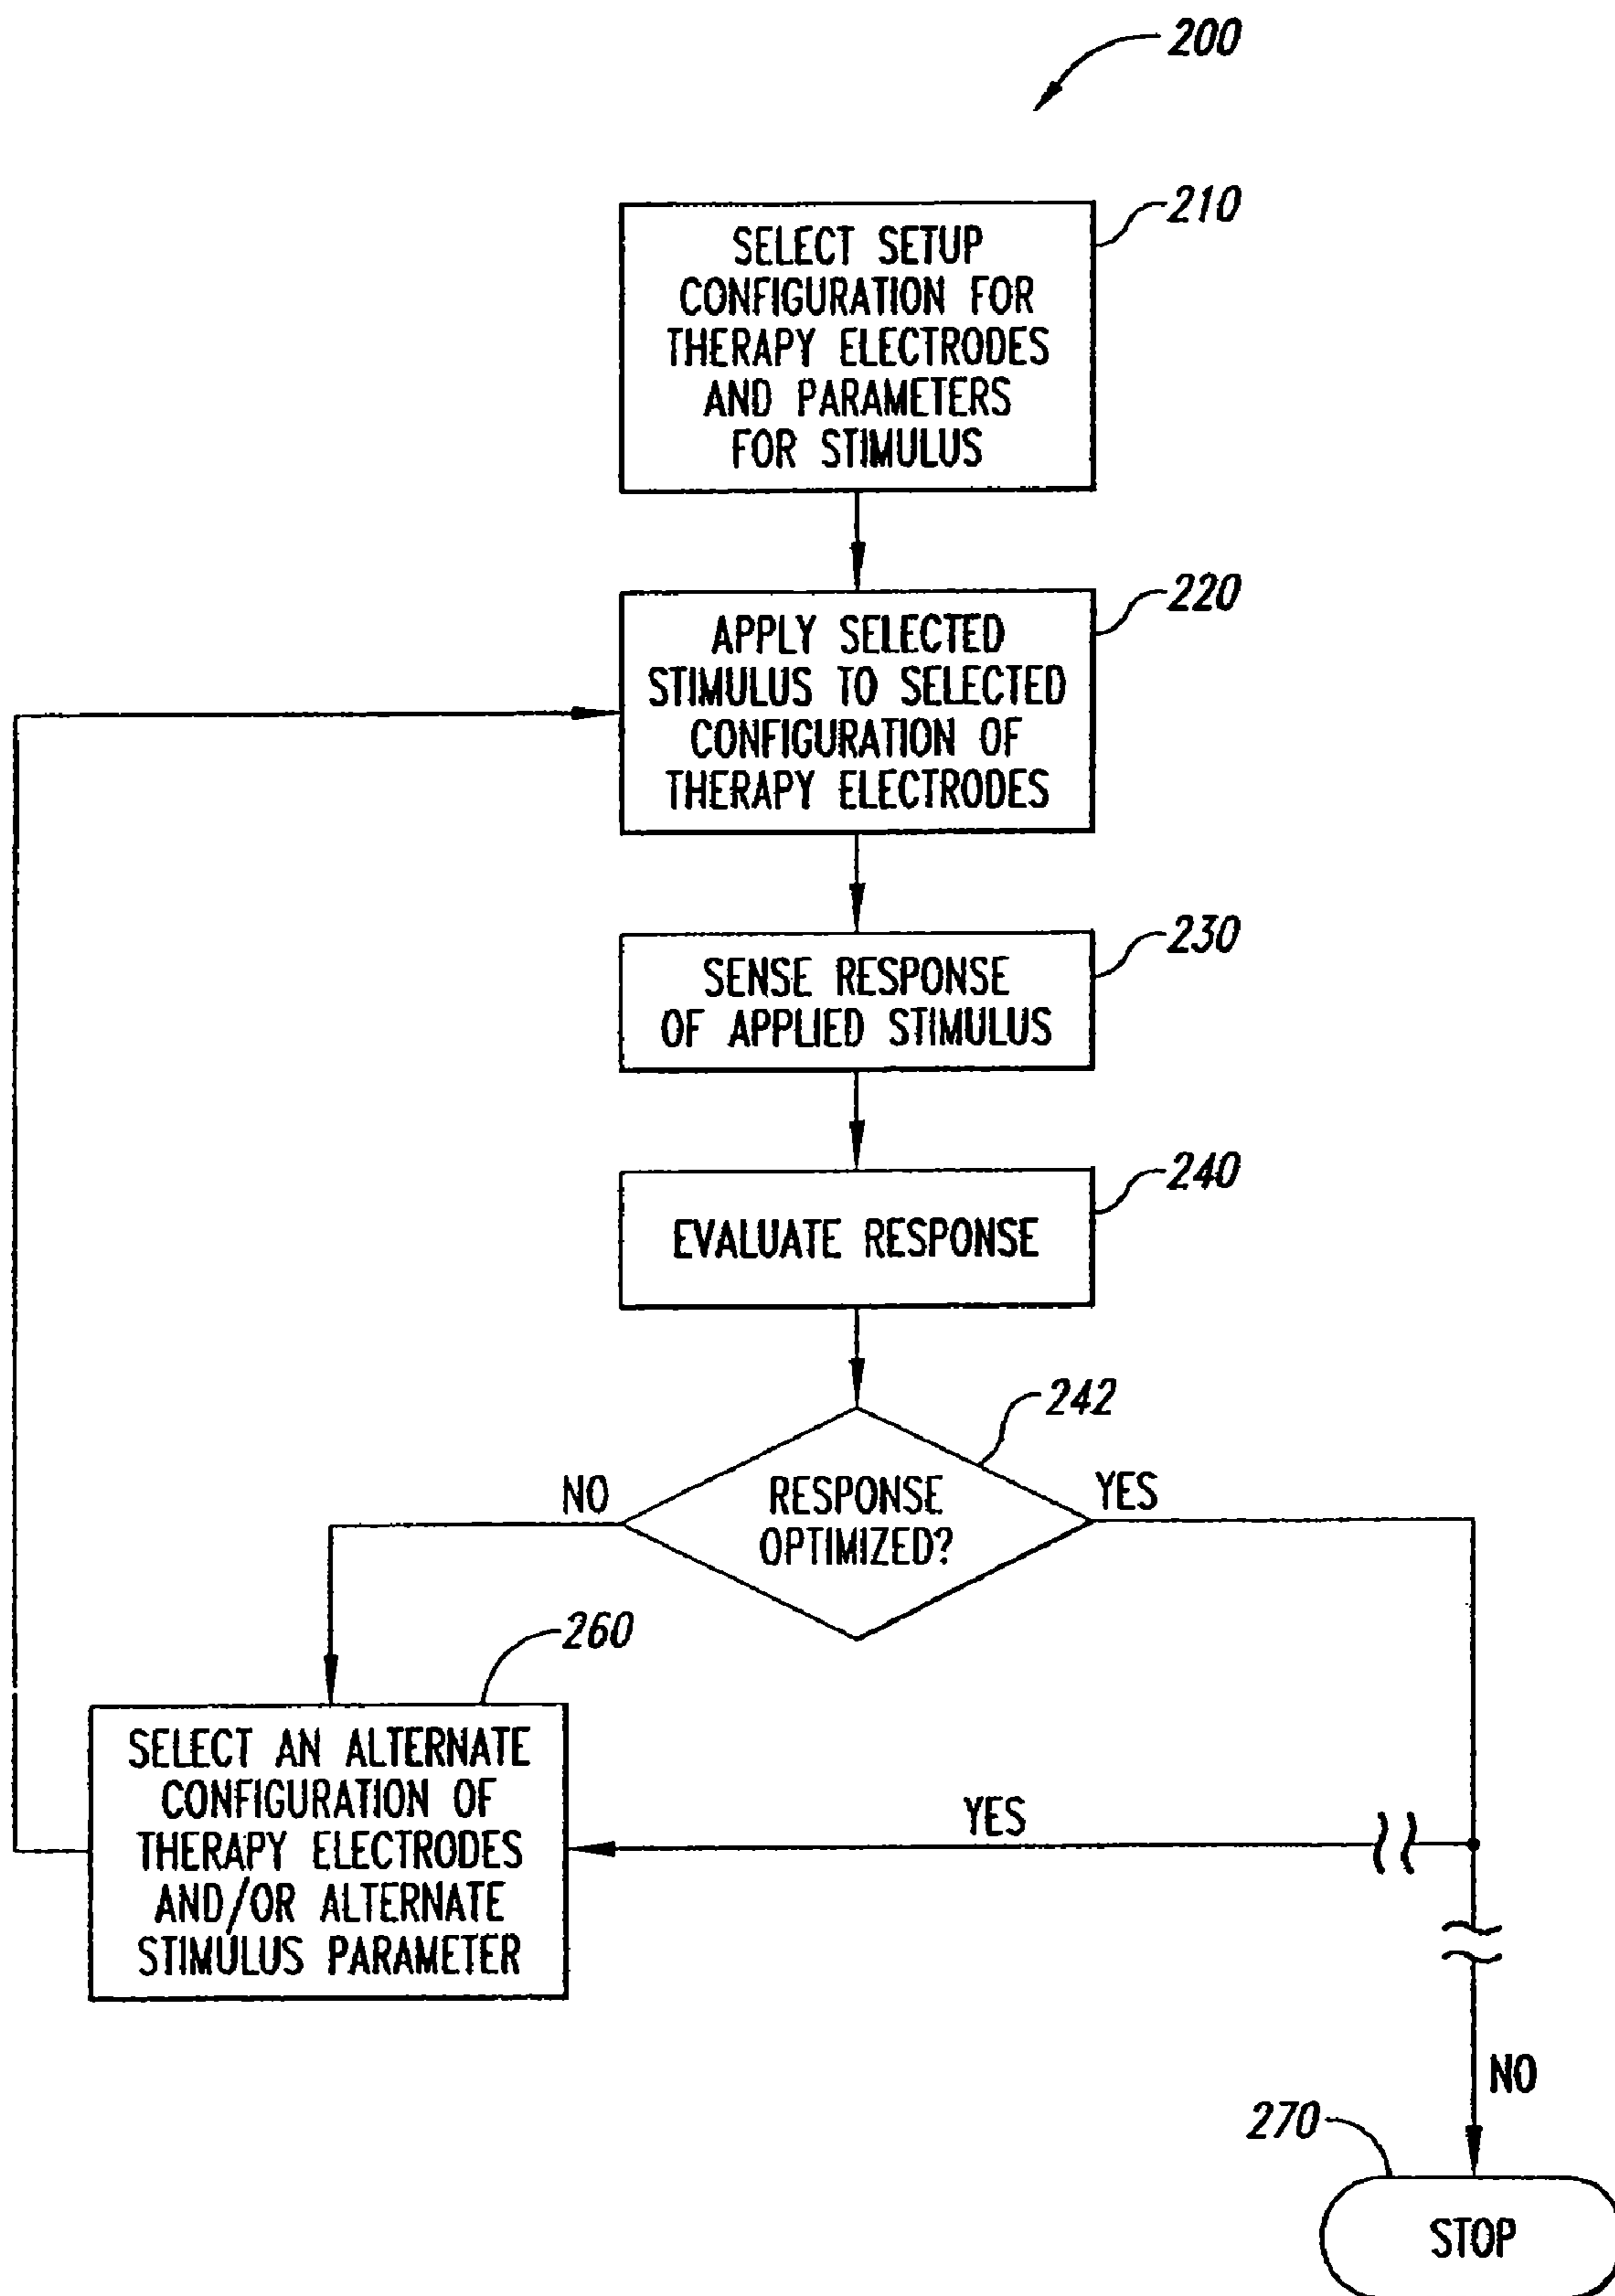 200
210
SELECT SETUP
CONFIGURATION FOR
THERAPY ELECTRODES
AND PARAMETERS
FOR STIMULUS
220
APPLY SELECTED
STIMULUS TO SELECTED
CONFIGURATION OF
THERAPY ELECTRODES
230
SENSE RESPONSE
OF APPLIED STIMULUS
240
EVALUATE RESPONSE
242
NO
RESPONSE
OPTIMIZED?
YES
260
SELECT AN ALTERNATE
CONFIGURATION OF
THERAPY ELECTRODES
AND/OR ALTERNATE
STIMULUS PARAMETER
YES
NO
270
STOP